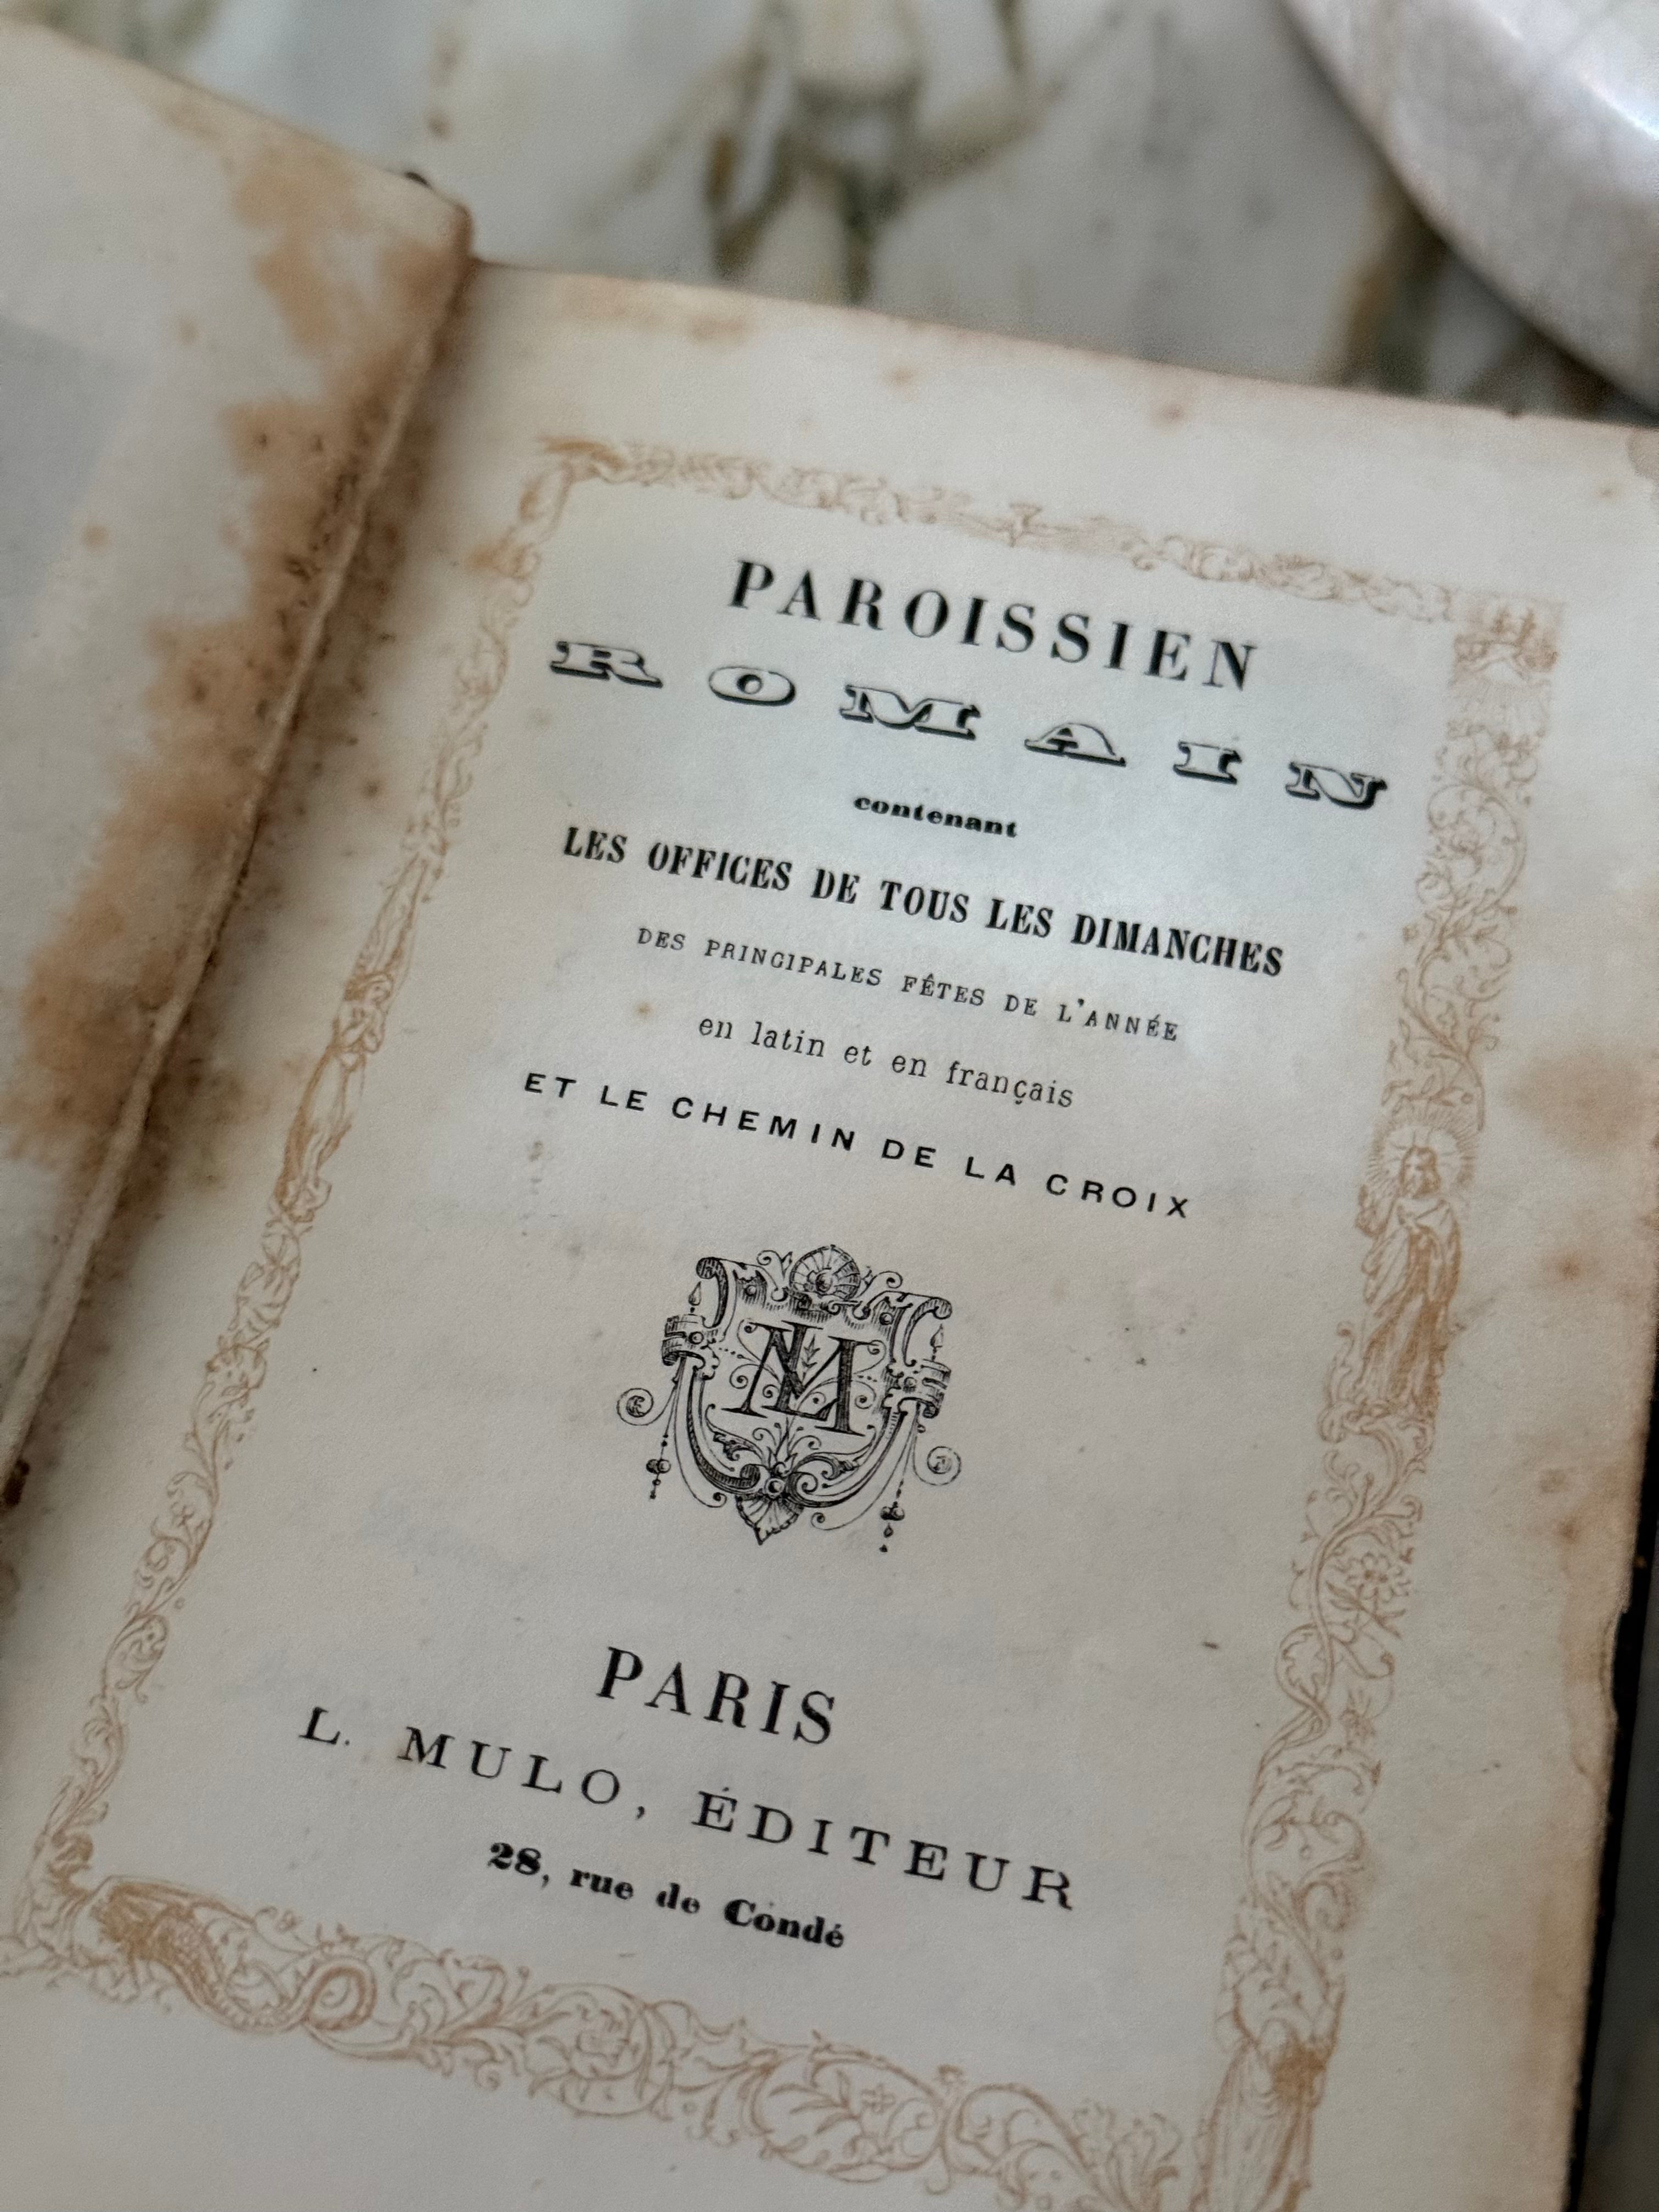 PAROISSIEN
ROMAIN
contenant
LES OFFICES DE TOUS LES DIMANCHES
DES PRINCIPALES FÊTES DE L'ANNÉE
en latin et en français
ET LE CHEMIN DE LA CROIX
LM
PARIS
L. MULO, ÉDITEUR
28, rue de Condé